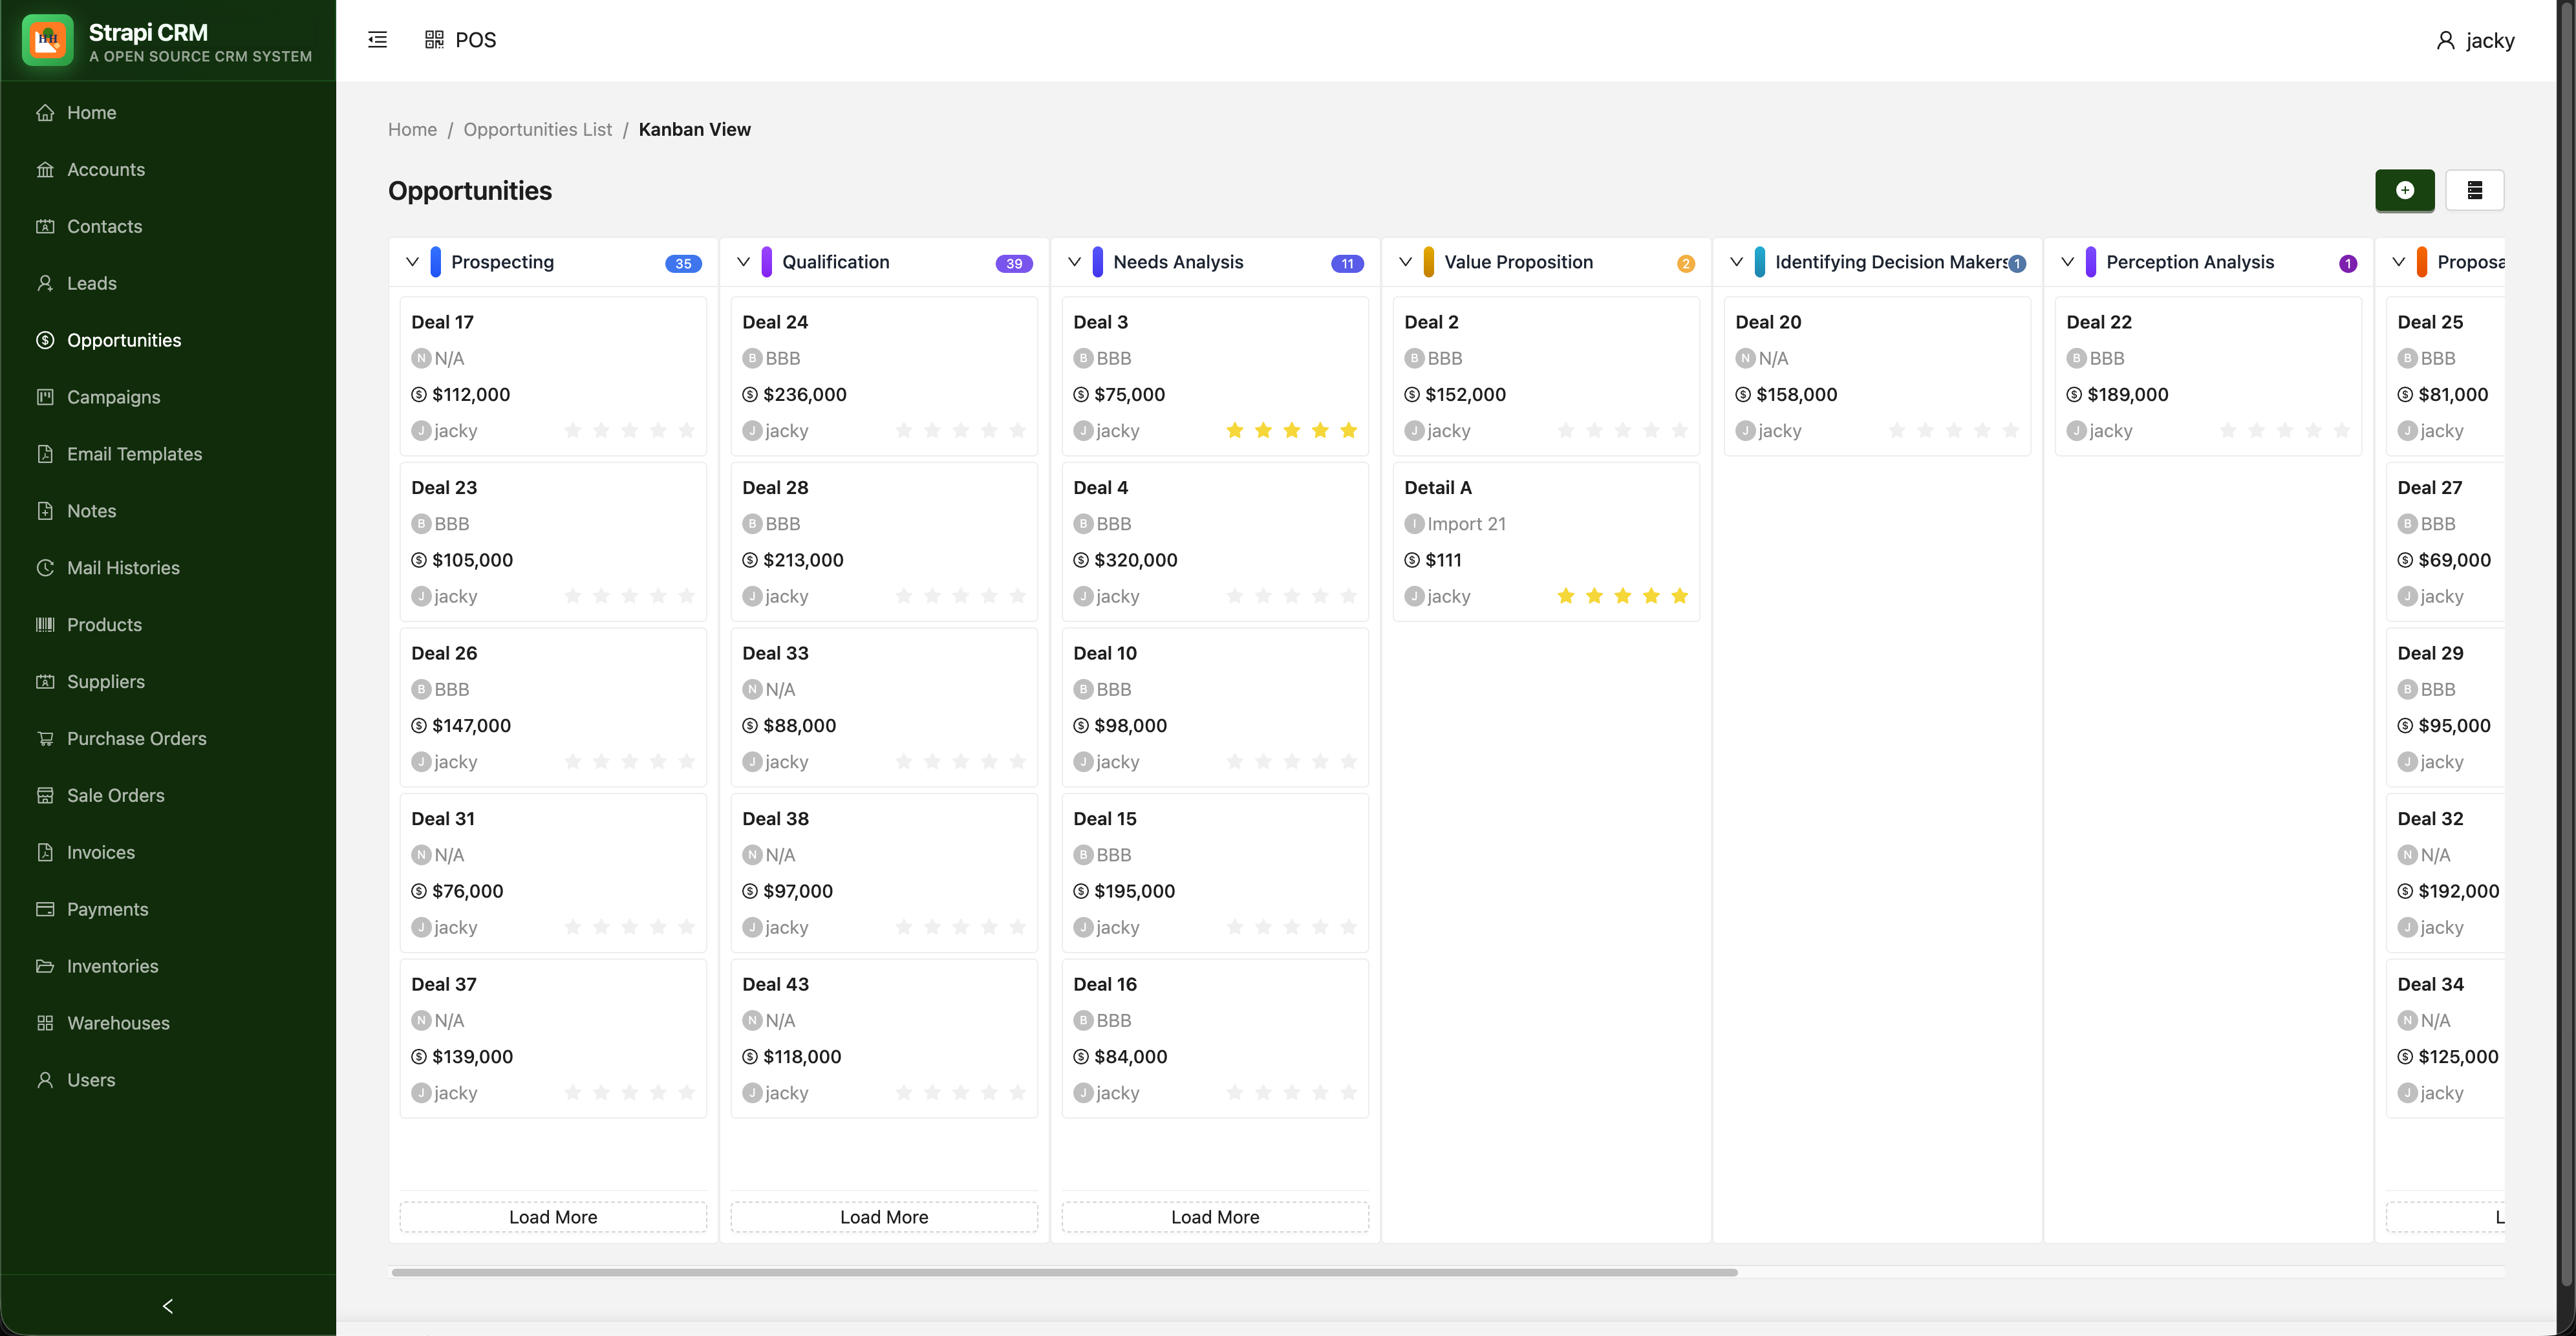 Strapi CRM
A OPEN SOURCE CRM SYSTEM
Home
Accounts
Contacts
Leads
Opportunities
Campaigns
Email Templates
Notes
Mail Histories
Products
Suppliers
Purchase Orders
Sale Orders
Invoices
Payments
Inventories
Warehouses
Users
POS
jacky
Home / Opportunities List / Kanban View
Opportunities
Prospecting 35
Deal 17
N N/A
$112,000
J jacky
Deal 23
B BBB
$105,000
J jacky
Deal 26
B BBB
$147,000
J jacky
Deal 31
N N/A
$76,000
J jacky
Deal 37
N N/A
$139,000
J jacky
Load More
Qualification 39
Deal 24
B BBB
$236,000
J jacky
Deal 28
B BBB
$213,000
J jacky
Deal 33
N N/A
$88,000
J jacky
Deal 38
N N/A
$97,000
J jacky
Deal 43
N N/A
$118,000
J jacky
Load More
Needs Analysis 11
Deal 3
B BBB
$75,000
J jacky
Deal 4
B BBB
$320,000
J jacky
Deal 10
B BBB
$98,000
J jacky
Deal 15
B BBB
$195,000
J jacky
Deal 16
B BBB
$84,000
J jacky
Load More
Value Proposition 2
Deal 2
B BBB
$152,000
J jacky
Detail A
I Import 21
$111
J jacky
Identifying Decision Makers 1
Deal 20
N N/A
$158,000
J jacky
Perception Analysis 1
Deal 22
B BBB
$189,000
J jacky
Proposa
Deal 25
B BBB
$81,000
J jacky
Deal 27
B BBB
$69,000
J jacky
Deal 29
B BBB
$95,000
J jacky
Deal 32
N N/A
$192,000
J jacky
Deal 34
N N/A
$125,000
J jacky
L